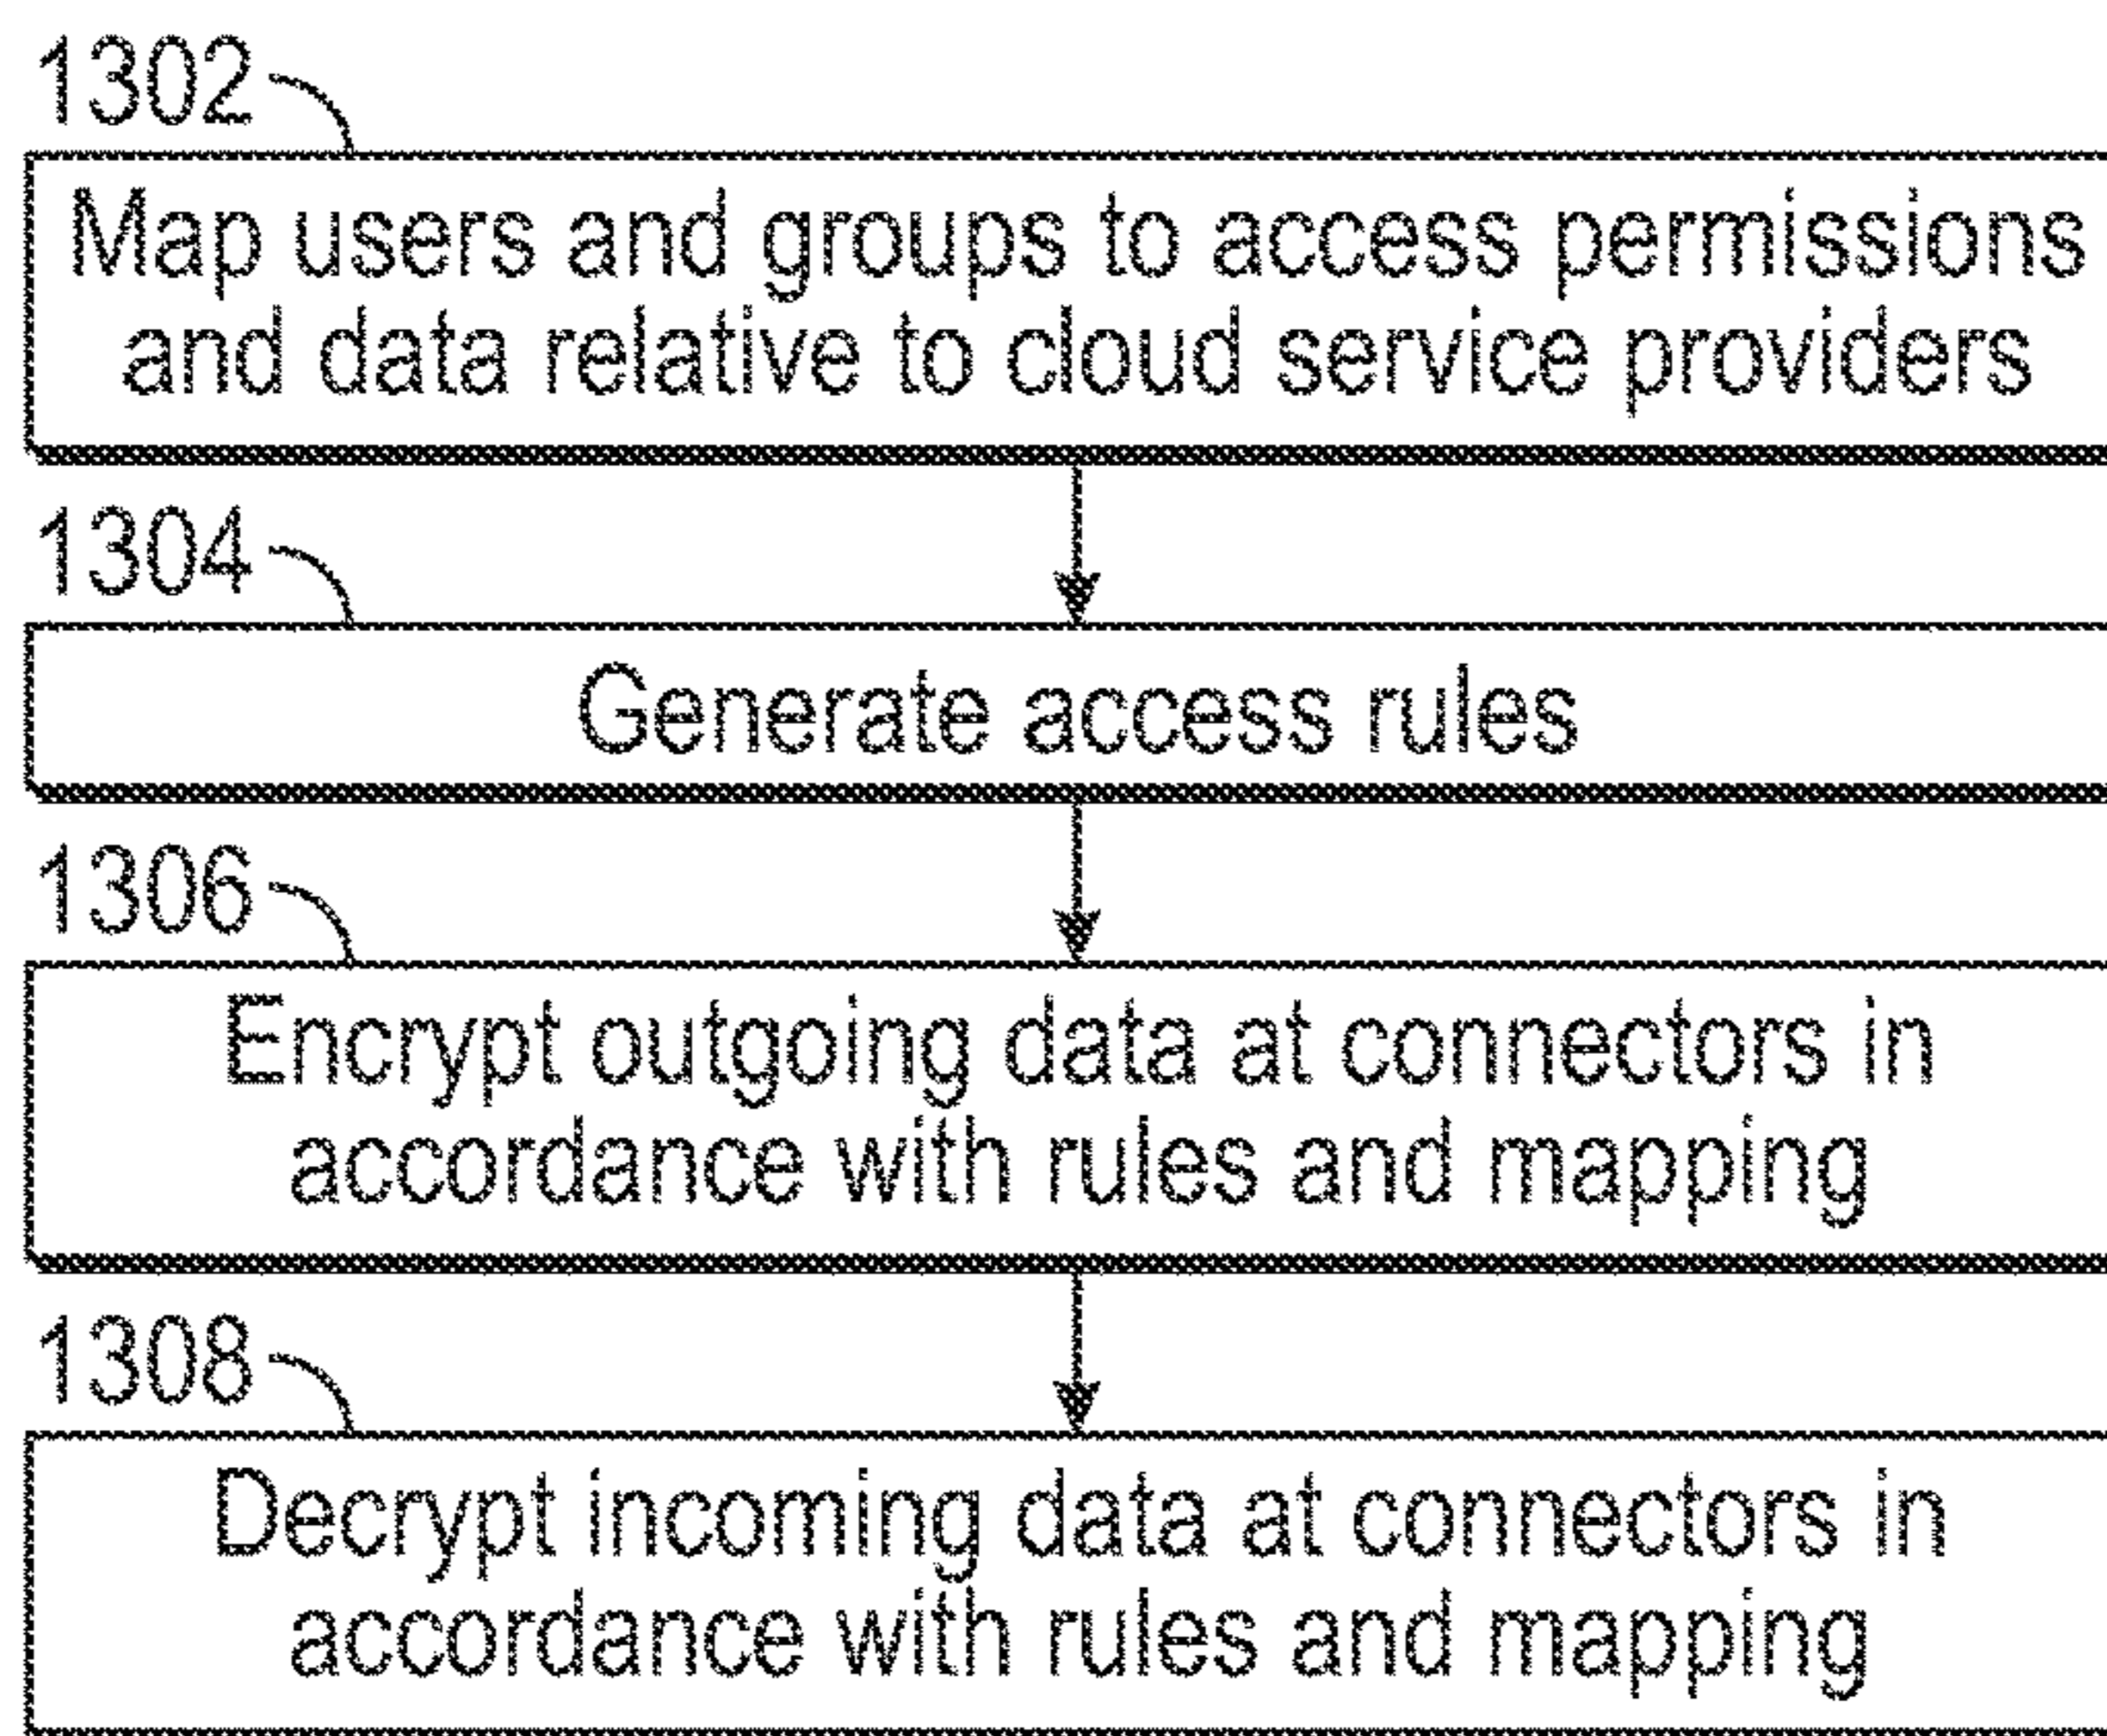 1302
Map users and groups to access permissions
and data relative to cloud service providers
1304
Generate access rules
1306
Encrypt outgoing data at connectors in
accordance with rules and mapping
1308
Decrypt incoming data at connectors in
accordance with rules and mapping